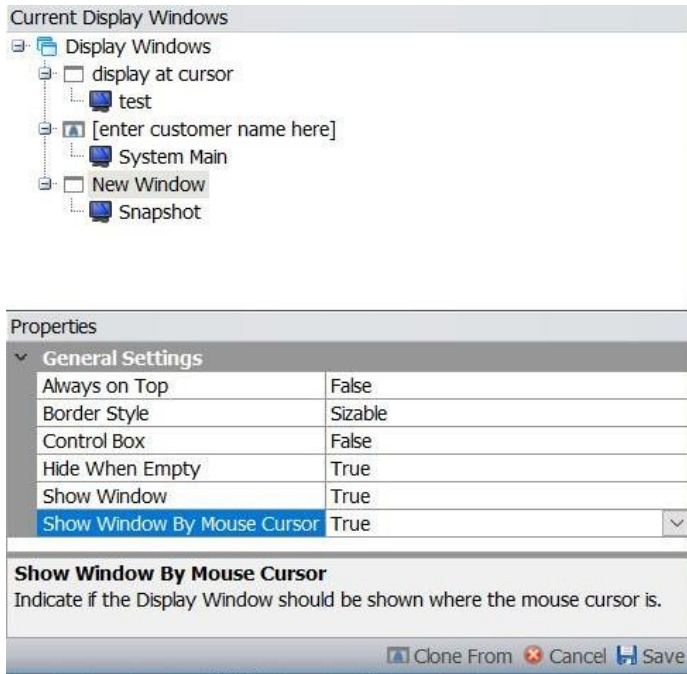 Current Display Windows
Display Windows
display at cursor
test
[enter customer name here]
System Main
New Window
Snapshot
Properties
General Settings
Always on Top False
Border Style Sizable
Control Box False
Hide When Empty True
Show Window True
Show Window By Mouse Cursor True
Show Window By Mouse Cursor
Indicate if the Display Window should be shown where the mouse cursor is.
Clone From Cancel Save